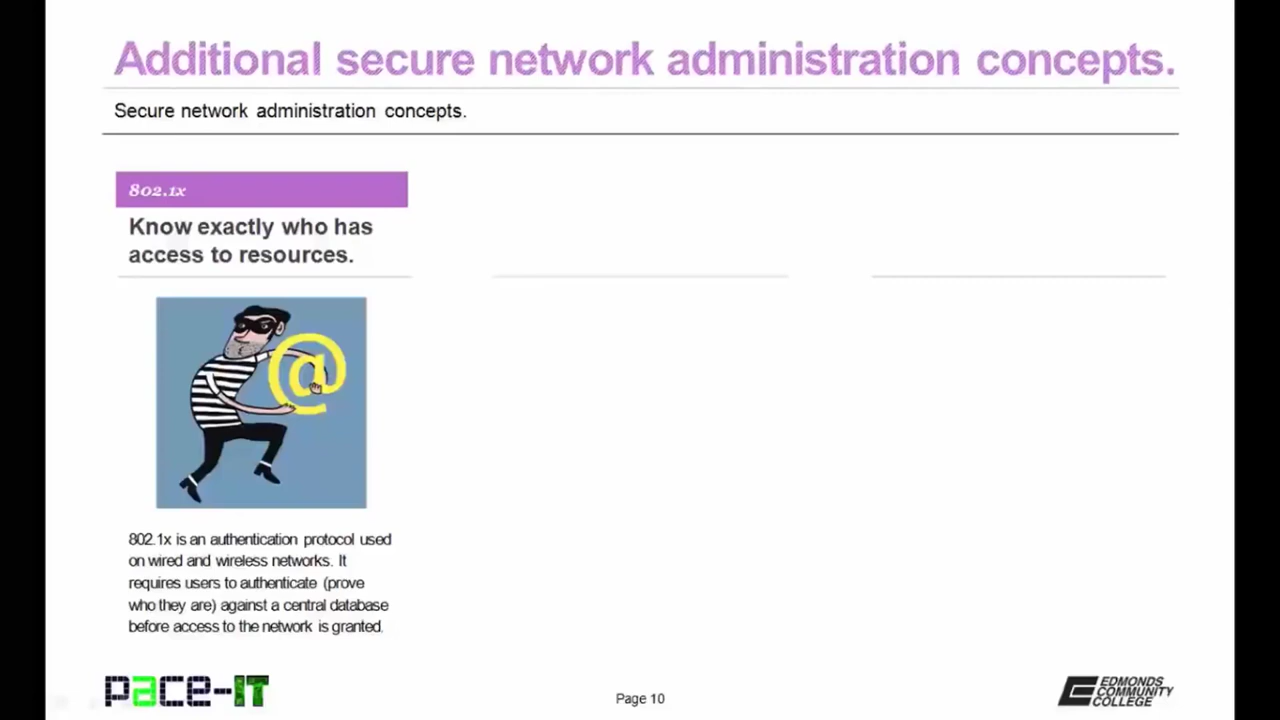 Additional secure network administration concepts.
Secure network administration concepts.
802.1x
Know exactly who has
access to resources.
@
802.1x is an authentication protocol used
on wired and wireless networks. It
requires users to authenticate (prove
who they are) against a central database
before access to the network is granted.
pace-IT
Page 10
EDMONDS
COMMUNITY
COLLEGE